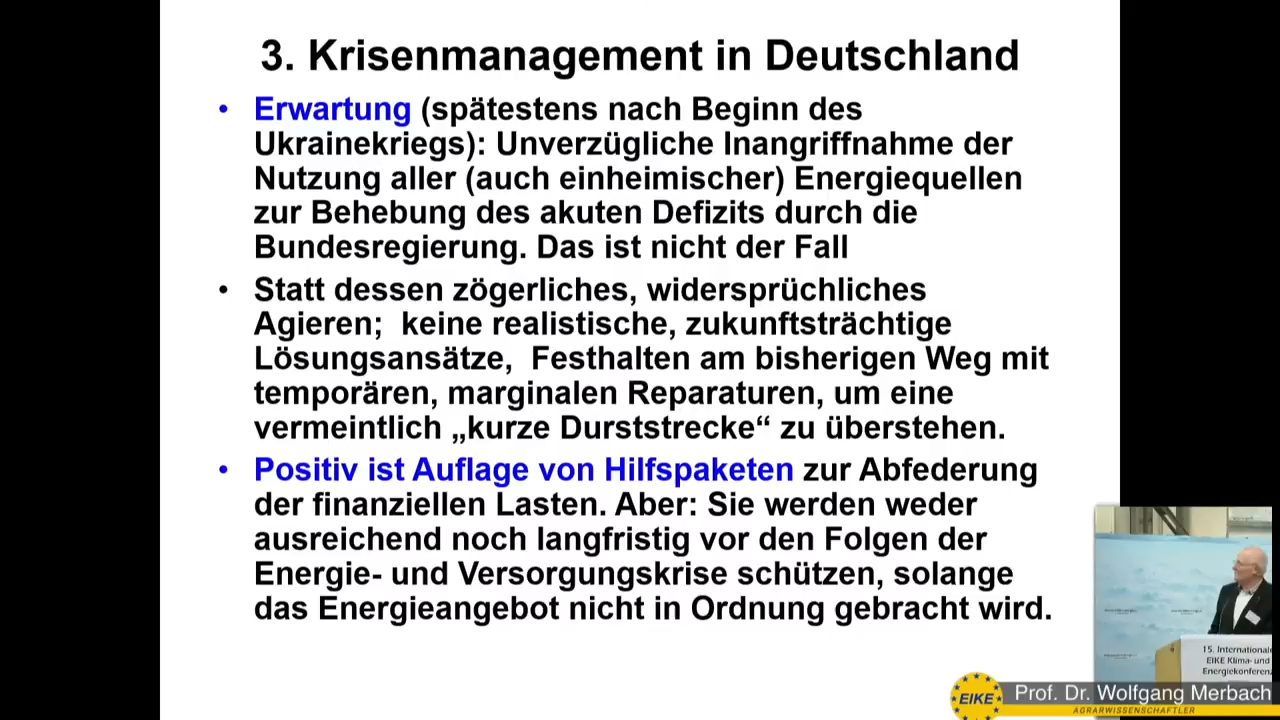 3. Krisenmanagement in Deutschland
• Erwartung (spätestens nach Beginn des
Ukrainekriegs): Unverzügliche Inangriffnahme der
Nutzung aller (auch einheimischer) Energiequellen
zur Behebung des akuten Defizits durch die
Bundesregierung. Das ist nicht der Fall
• Statt dessen zögerliches, widersprüchliches
Agieren;  keine realistische, zukunftsträchtige
Lösungsansätze,  Festhalten am bisherigen Weg mit
temporären, marginalen Reparaturen, um eine
vermeintlich „kurze Durststrecke“ zu überstehen.
• Positiv ist Auflage von Hilfspaketen zur Abfederung
der finanziellen Lasten. Aber: Sie werden weder
ausreichend noch langfristig vor den Folgen der
Energie- und Versorgungskrise schützen, solange
das Energieangebot nicht in Ordnung gebracht wird.
15. Internationa
EIKE Klima- und
Energiekonferenz
EIKE
Prof. Dr. Wolfgang Merbach
AGRARWISSENSCHAFTLER